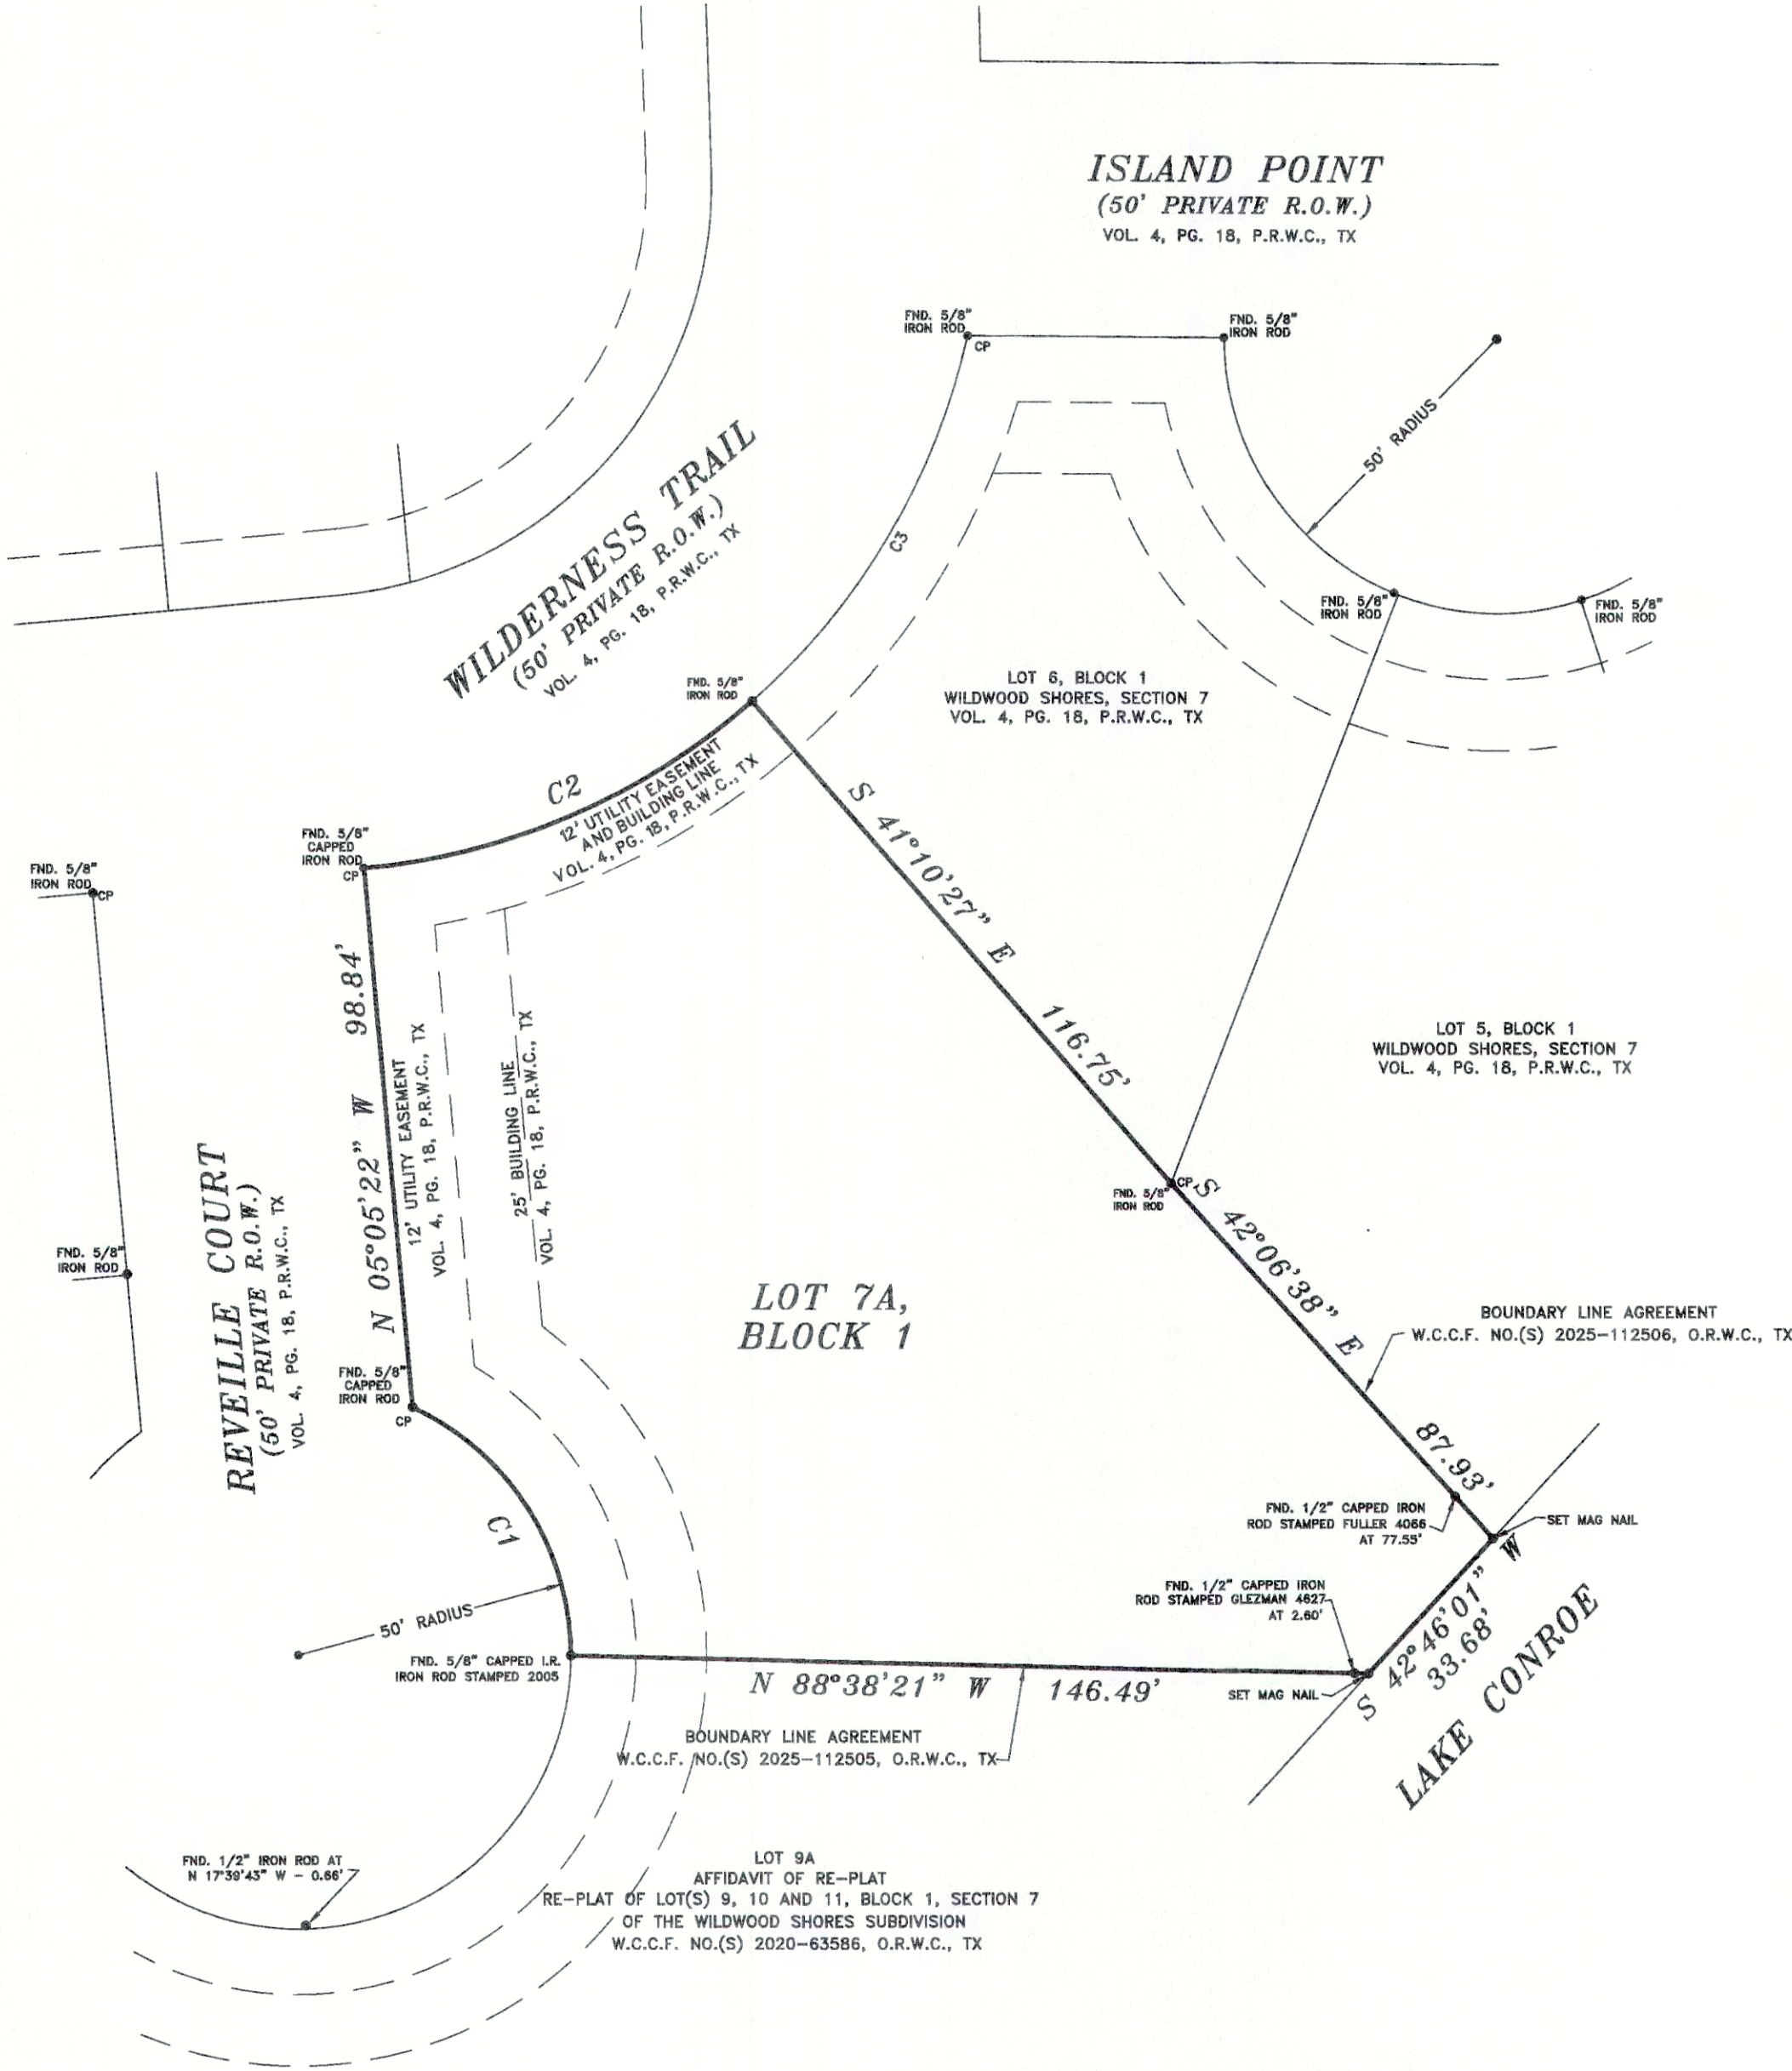 ISLAND POINT
(50' PRIVATE R.O.W.)
VOL. 4, PG. 18, P.R.W.C., TX
FND. 5/8"
IRON ROD
CP
FND. 5/8"
IRON ROD
50' RADIUS
WILDERNESS TRAIL
(50' PRIVATE R.O.W.)
VOL. 4, PG. 18, P.R.W.C., TX
C3
FND. 5/8"
IRON ROD
FND. 5/8"
IRON ROD
FND. 5/8"
IRON ROD
LOT 6, BLOCK 1
WILDWOOD SHORES, SECTION 7
VOL. 4, PG. 18, P.R.W.C., TX
C2
12' UTILITY EASEMENT
AND BUILDING LINE
VOL. 4, PG. 18, P.R.W.C., TX
S 41°10'27" E 116.75'
FND. 5/8"
CAPPED
IRON ROD
CP
FND. 5/8"
IRON ROD
CP
N 05°05'22" W 98.84'
12' UTILITY EASEMENT
VOL. 4, PG. 18, P.R.W.C., TX
25' BUILDING LINE
VOL. 4, PG. 18, P.R.W.C., TX
LOT 5, BLOCK 1
WILDWOOD SHORES, SECTION 7
VOL. 4, PG. 18, P.R.W.C., TX
REVEILLE COURT
(50' PRIVATE R.O.W.)
VOL. 4, PG. 18, P.R.W.C., TX
FND. 5/8"
IRON ROD
CP
FND. 5/8"
IRON ROD
S 42°06'38" E 87.93'
LOT 7A,
BLOCK 1
BOUNDARY LINE AGREEMENT
W.C.C.F. NO.(S) 2025-112506, O.R.W.C., TX
FND. 5/8"
CAPPED
IRON ROD
CP
C1
FND. 1/2" CAPPED IRON
ROD STAMPED FULLER 4066
AT 77.55'
SET MAG NAIL
FND. 1/2" CAPPED IRON
ROD STAMPED GLEZMAN 4627
AT 2.60'
S 42°46'01" W
33.68'
LAKE CONROE
50' RADIUS
FND. 5/8" CAPPED I.R.
IRON ROD STAMPED 2005
N 88°38'21" W 146.49'
SET MAG NAIL
BOUNDARY LINE AGREEMENT
W.C.C.F. NO.(S) 2025-112505, O.R.W.C., TX
FND. 1/2" IRON ROD AT
N 17°39'43" W - 0.66'
LOT 9A
AFFIDAVIT OF RE-PLAT
RE-PLAT OF LOT(S) 9, 10 AND 11, BLOCK 1, SECTION 7
OF THE WILDWOOD SHORES SUBDIVISION
W.C.C.F. NO.(S) 2020-63586, O.R.W.C., TX